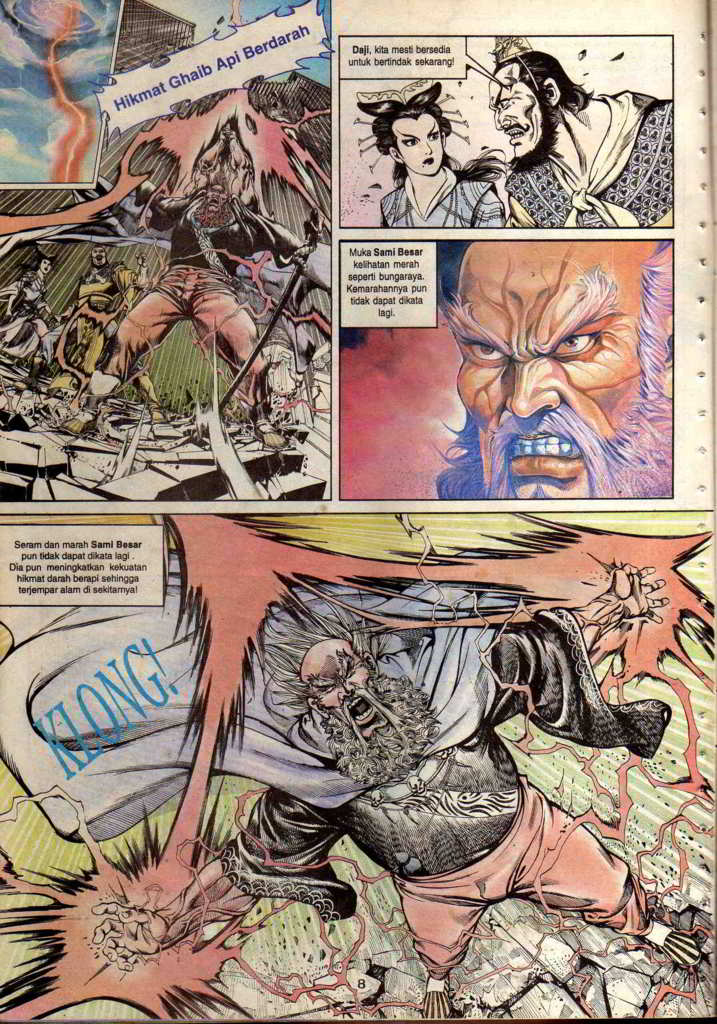 Hikmat Ghaib Api Berdarah
Daji, kita mesti bersedia
untuk bertindak sekarang!
Muka Sami Besar
kelihatan merah
seperti bungaraya.
Kemarahannya pun
tidak dapat dikata
lagi.
Seram dan marah Sami Besar
pun tidak dapat dikata lagi .
Dia pun meningkatkan kekuatan
hikmat darah berapi sehingga
terjempar alam di sekitarnya!
KLONG!
8